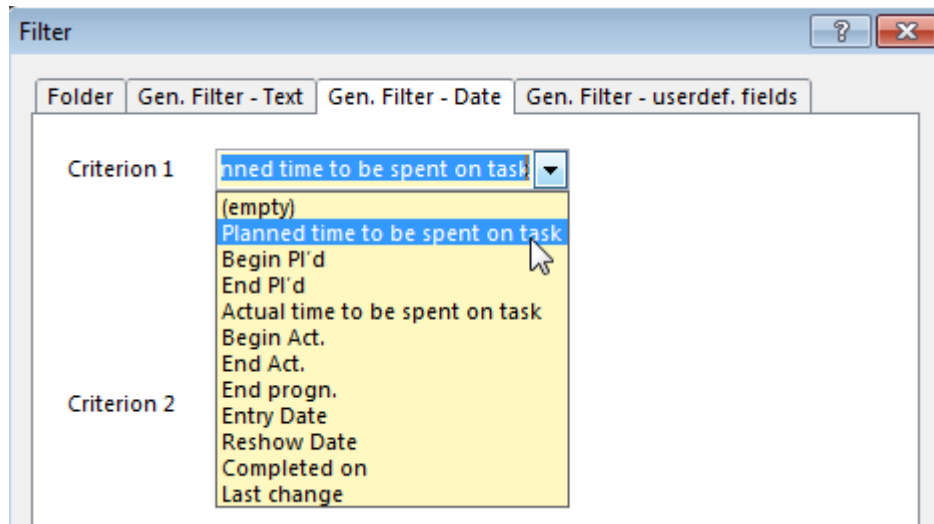 Filter
?
Folder Gen. Filter - Text Gen. Filter - Date Gen. Filter - userdef. fields
Criterion 1 nned time to be spent on task
(empty)
Planned time to be spent on task
Begin Pl´d
End Pl´d
Actual time to be spent on task
Begin Act.
End Act.
End progn.
Criterion 2
Entry Date
Reshow Date
Completed on
Last change